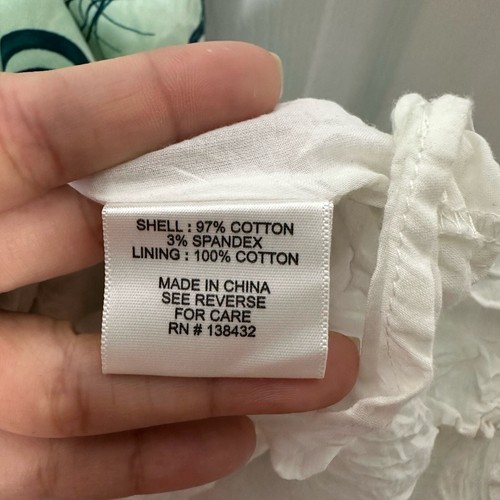 SHELL : 97% COTTON
3% SPANDEX
LINING : 100% COTTON
MADE IN CHINA
SEE REVERSE
FOR CARE
RN # 138432